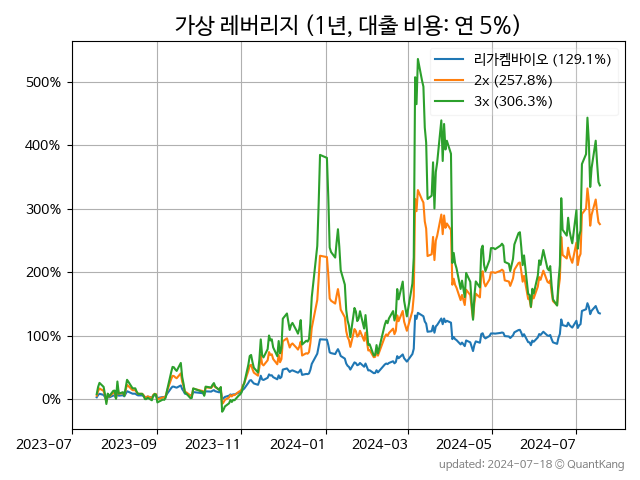 가상 레버리지 (1년, 대출 비용: 연 5%)
리가켐바이오 (129.1%)
2x (257.8%)
3x (306.3%)
500%
400%
300%
200%
100%
0%
2023-07 2023-09 2023-11 2024-01 2024-03 2024-05 2024-07
updated: 2024-07-18 © QuantKang